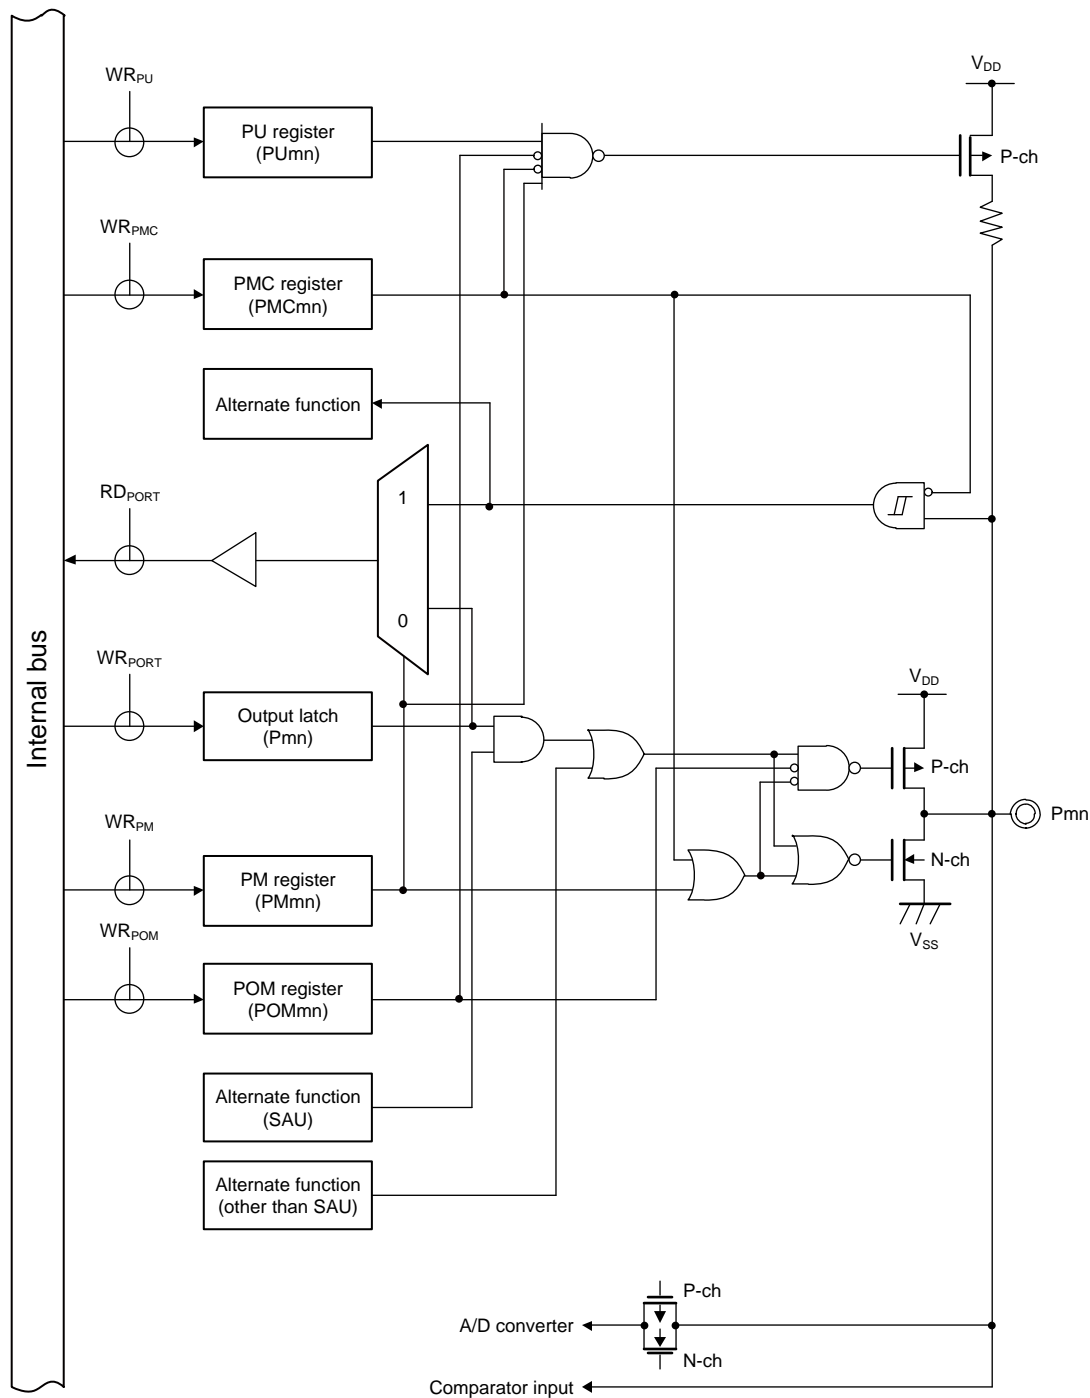 WRPU
VDD
PU register
(PUmn)
P-ch
WRPMC
PMC register
(PMCmn)
Alternate function
RDPORT
1
0
Internal bus
WRPORT
VDD
Output latch
(Pmn)
P-ch
Pmn
WRPM
PM register
(PMmn)
N-ch
WRPOM
VSS
POM register
(POMmn)
Alternate function
(SAU)
Alternate function
(other than SAU)
P-ch
A/D converter
N-ch
Comparator input